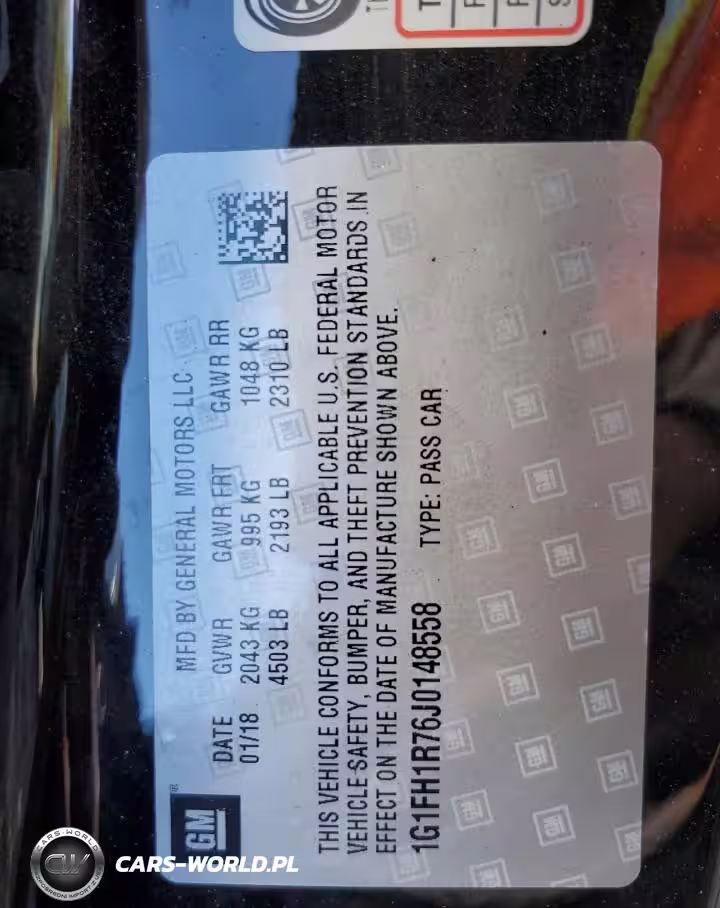 GM®
MFD BY GENERAL MOTORS LLC
DATE GVWR GAWR FRT GAWR RR
01/18 2043 KG 995 KG 1048 KG
4503 LB 2193 LB 2310 LB
THIS VEHICLE CONFORMS TO ALL APPLICABLE U.S. FEDERAL MOTOR
VEHICLE SAFETY, BUMPER, AND THEFT PREVENTION STANDARDS IN
EFFECT ON THE DATE OF MANUFACTURE SHOWN ABOVE.
1G1FH1R76J0148558 TYPE: PASS CAR
CARS-WORLD
CW
CARS-WORLD.PL